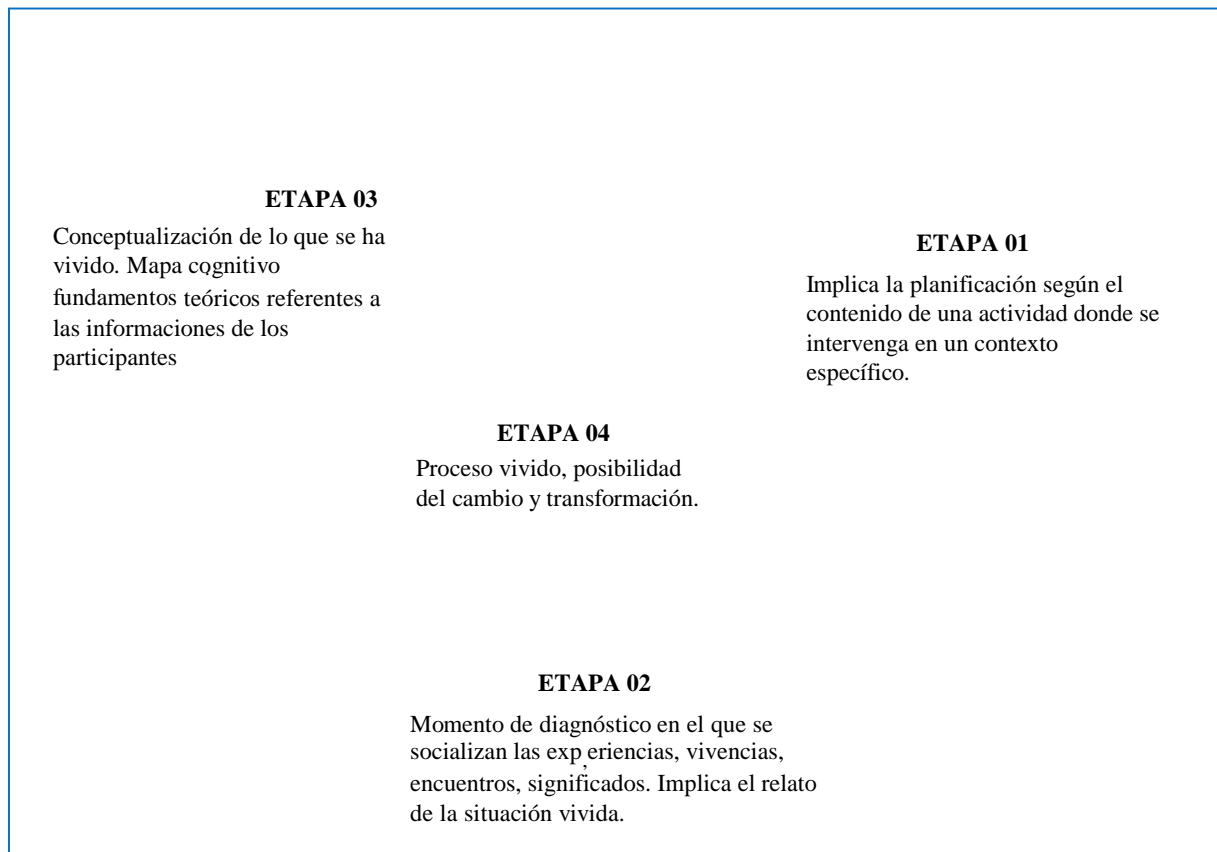 ETAPA 03
Conceptualización de lo que se ha
vivido. Mapa cognitivo
fundamentos teóricos referentes a
las informaciones de los
participantes
ETAPA 01
Implica la planificación según el
contenido de una actividad donde se
intervenga en un contexto
específico.
ETAPA 04
Proceso vivido, posibilidad
del cambio y transformación.
ETAPA 02
Momento de diagnóstico en el que se
socializan las exp eriencias, vivencias,
encuentros, significados. Implica el relato
de la situación vivida.